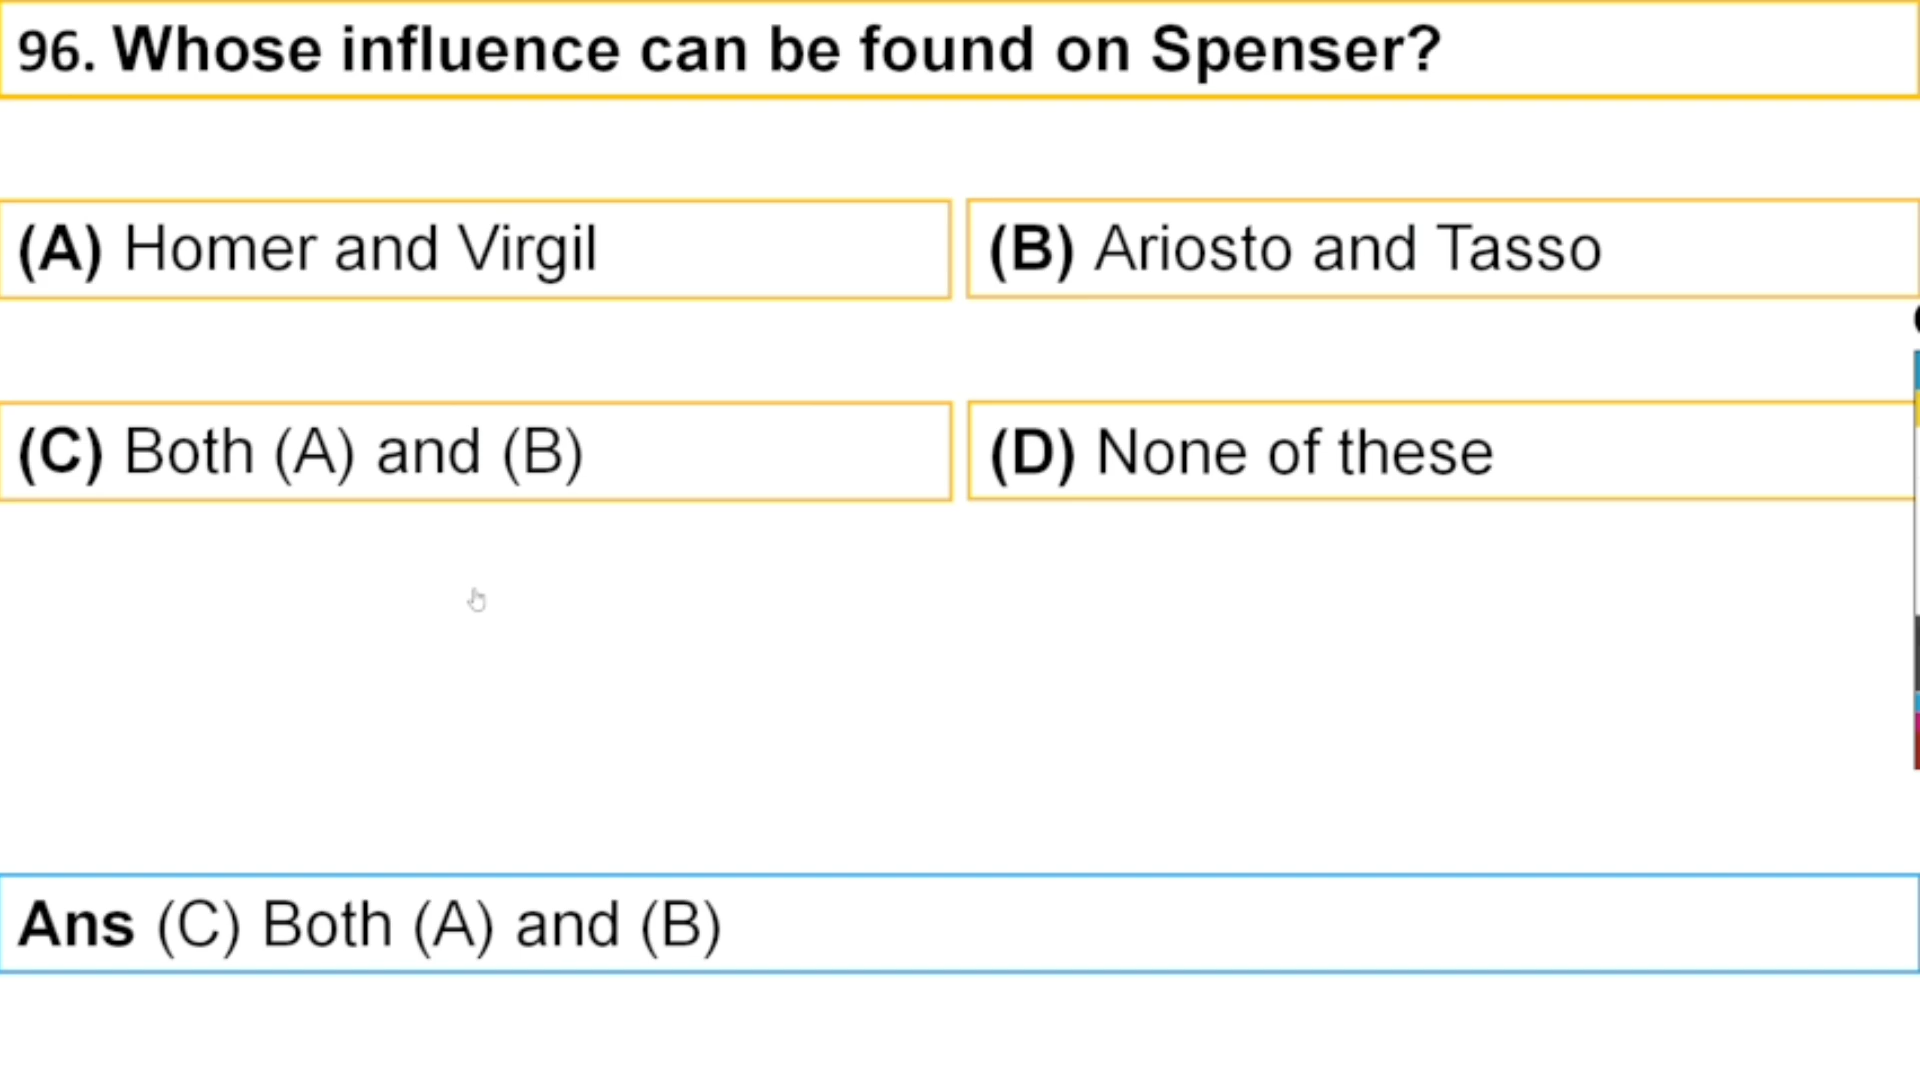 96. Whose influence can be found on Spenser?
(A) Homer and Virgil
(B) Ariosto and Tasso
(C) Both (A) and (B)
(D) None of these
Ans (C) Both (A) and (B)